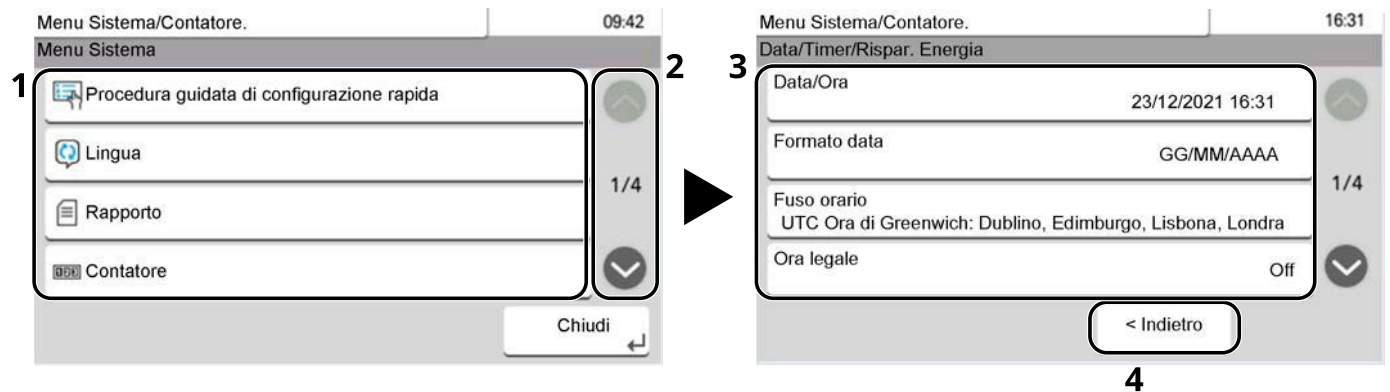 Menu Sistema/Contatore.
09:42
Menu Sistema
1
2
Procedura guidata di configurazione rapida
Lingua
1/4
Rapporto
Contatore
Chiudi
Menu Sistema/Contatore.
16:31
Data/Timer/Rispar. Energia
3
Data/Ora
23/12/2021 16:31
Formato data
GG/MM/AAAA
1/4
Fuso orario
UTC Ora di Greenwich: Dublino, Edimburgo, Lisbona, Londra
Ora legale
Off
< Indietro
4